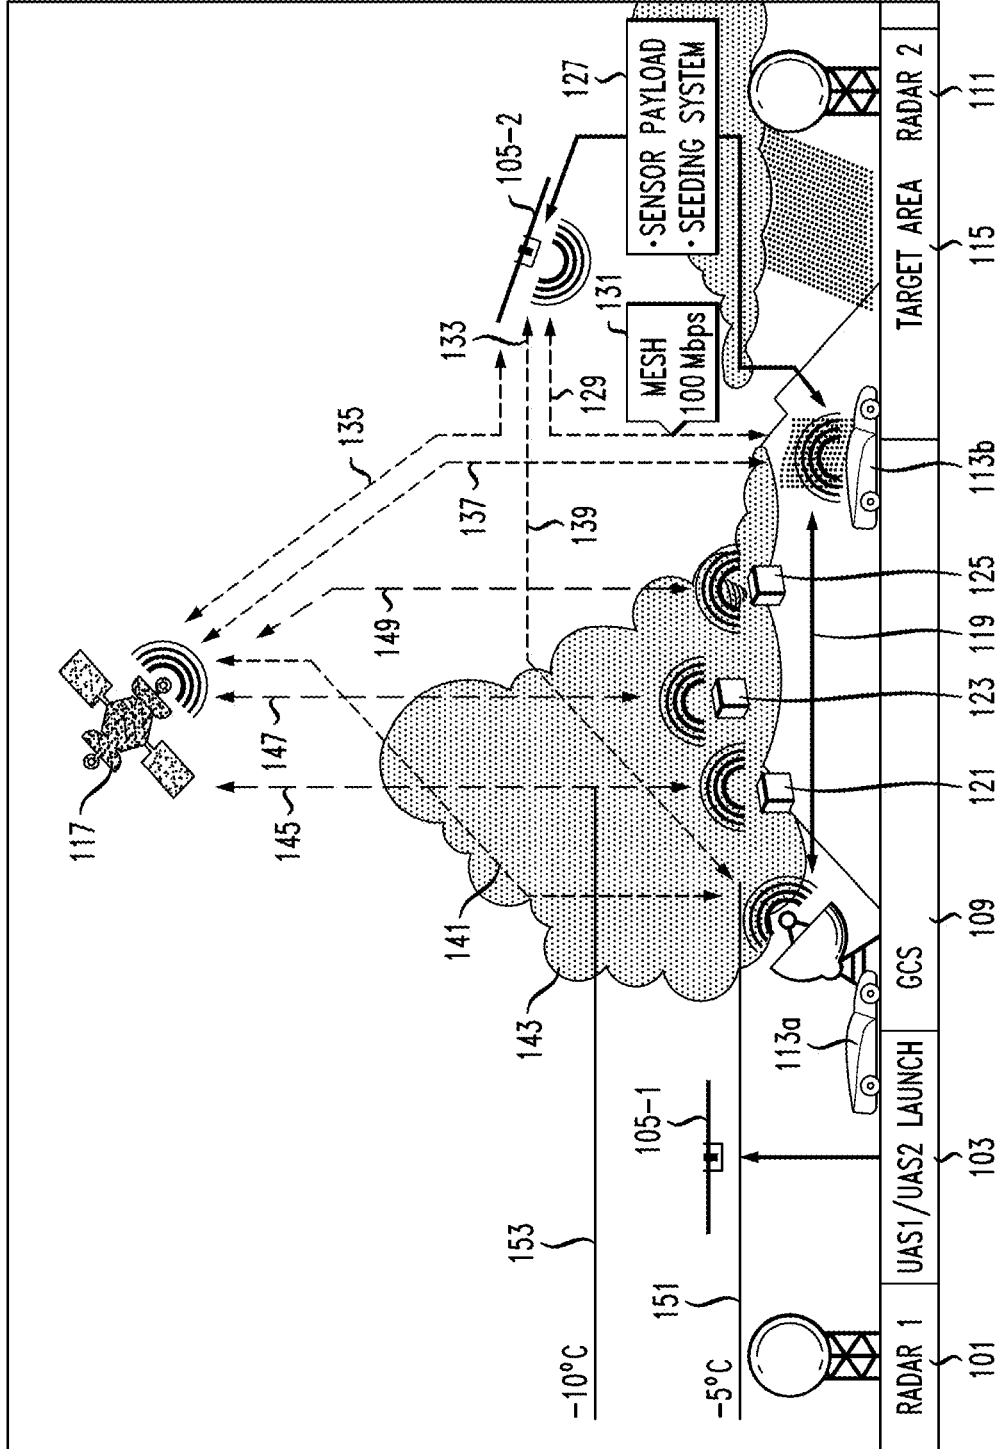 117
145
147
149
135
137
139
133
129
105-2
127
· SENSOR PAYLOAD
· SEEDING SYSTEM
131
MESH
100 Mbps
141
143
153
-10°C
151
-5°C
105-1
113a
RADAR 1
UAS1/UAS2 LAUNCH
GCS
TARGET AREA
RADAR 2
101
103
109
121
123
119
125
113b
115
111